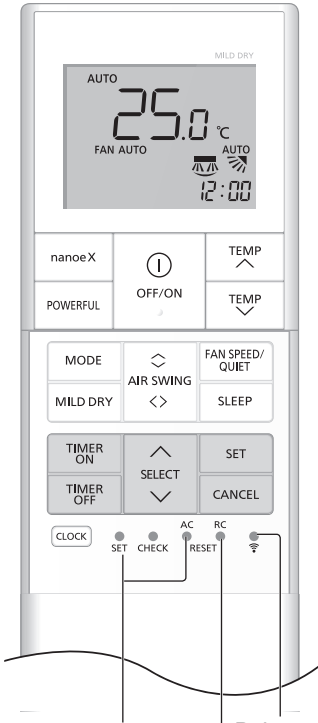 MILD DRY
AUTO
25.0 °C
FAN AUTO
AUTO
12:00
nanoe X
OFF/ON
TEMP
POWERFUL
TEMP
MODE
AIR SWING
FAN SPEED/
QUIET
MILD DRY
SLEEP
TIMER
ON
SELECT
SET
TIMER
OFF
CANCEL
CLOCK
AC
RC
SET
CHECK
RESET